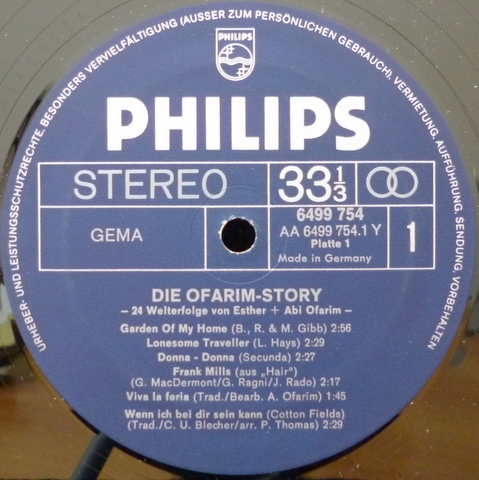 URHEBER- UND LEISTUNGSSCHUTZRECHTE, BESONDERS VERVIELFÄLTIGUNG (AUSSER ZUM PERSÖNLICHEN GEBRAUCH), VERMIETUNG, AUFFÜHRUNG, SENDUNG, VORBEHALTEN
PHILIPS
PHILIPS
STEREO 33 1/3
GEMA
6499 754
AA 6499 754.1 Y
Platte 1
Made in Germany
1
DIE OFARIM-STORY
– 24 Welterfolge von Esther + Abi Ofarim –
Garden Of My Home (B., R. & M. Gibb) 2:56
Lonesome Traveller (L. Hays) 2:29
Donna - Donna (Secunda) 2:27
Frank Mills (aus „Hair")
(G. MacDermont/G. Ragni/J. Rado) 2:17
Viva la feria (Trad./Bearb. A. Ofarim) 1:45
Wenn ich bei dir sein kann (Cotton Fields)
(Trad./C. U. Blecher/arr. P. Thomas) 2:29